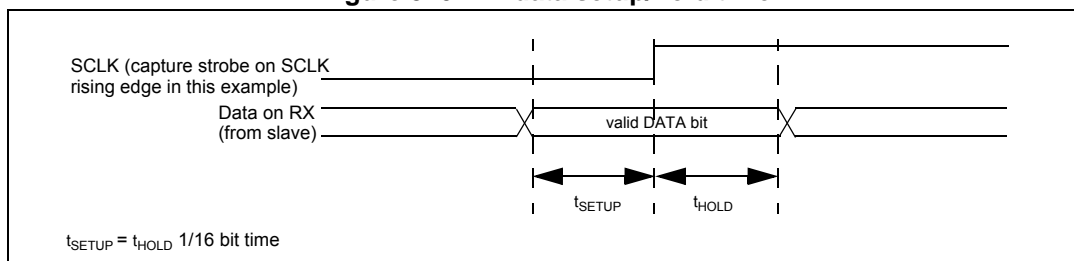 SCLK (capture strobe on SCLK
rising edge in this example)
Data on RX
(from slave)
valid DATA bit
tSETUP
tHOLD
tSETUP = tHOLD 1/16 bit time